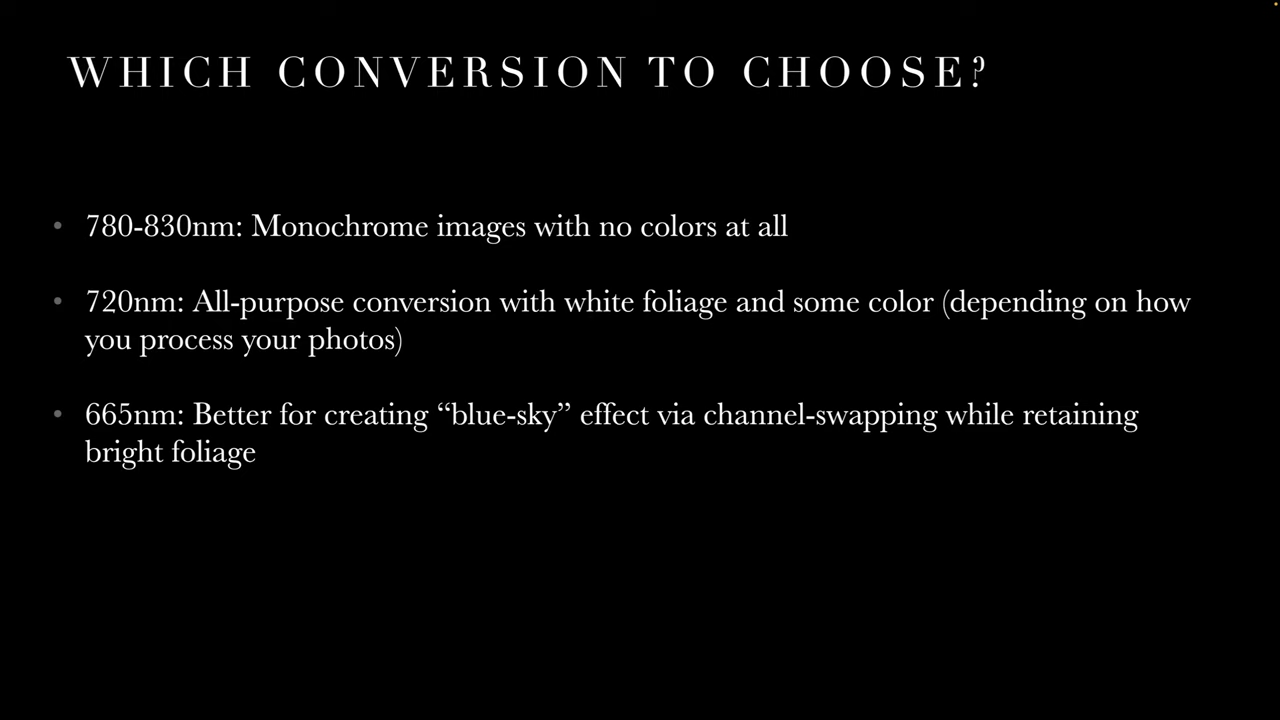 WHICH CONVERSION TO CHOOSE?
• 780-830nm: Monochrome images with no colors at all
• 720nm: All-purpose conversion with white foliage and some color (depending on how
you process your photos)
• 665nm: Better for creating “blue-sky” effect via channel-swapping while retaining
bright foliage